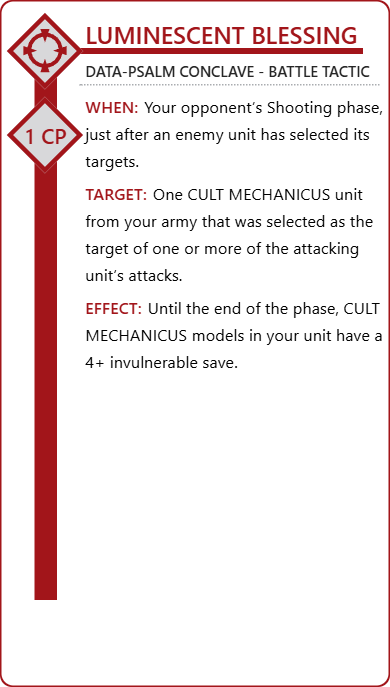 LUMINESCENT BLESSING
DATA-PSALM CONCLAVE - BATTLE TACTIC
1 CP
WHEN: Your opponent’s Shooting phase,
just after an enemy unit has selected its
targets.
TARGET: One CULT MECHANICUS unit
from your army that was selected as the
target of one or more of the attacking
unit’s attacks.
EFFECT: Until the end of the phase, CULT
MECHANICUS models in your unit have a
4+ invulnerable save.